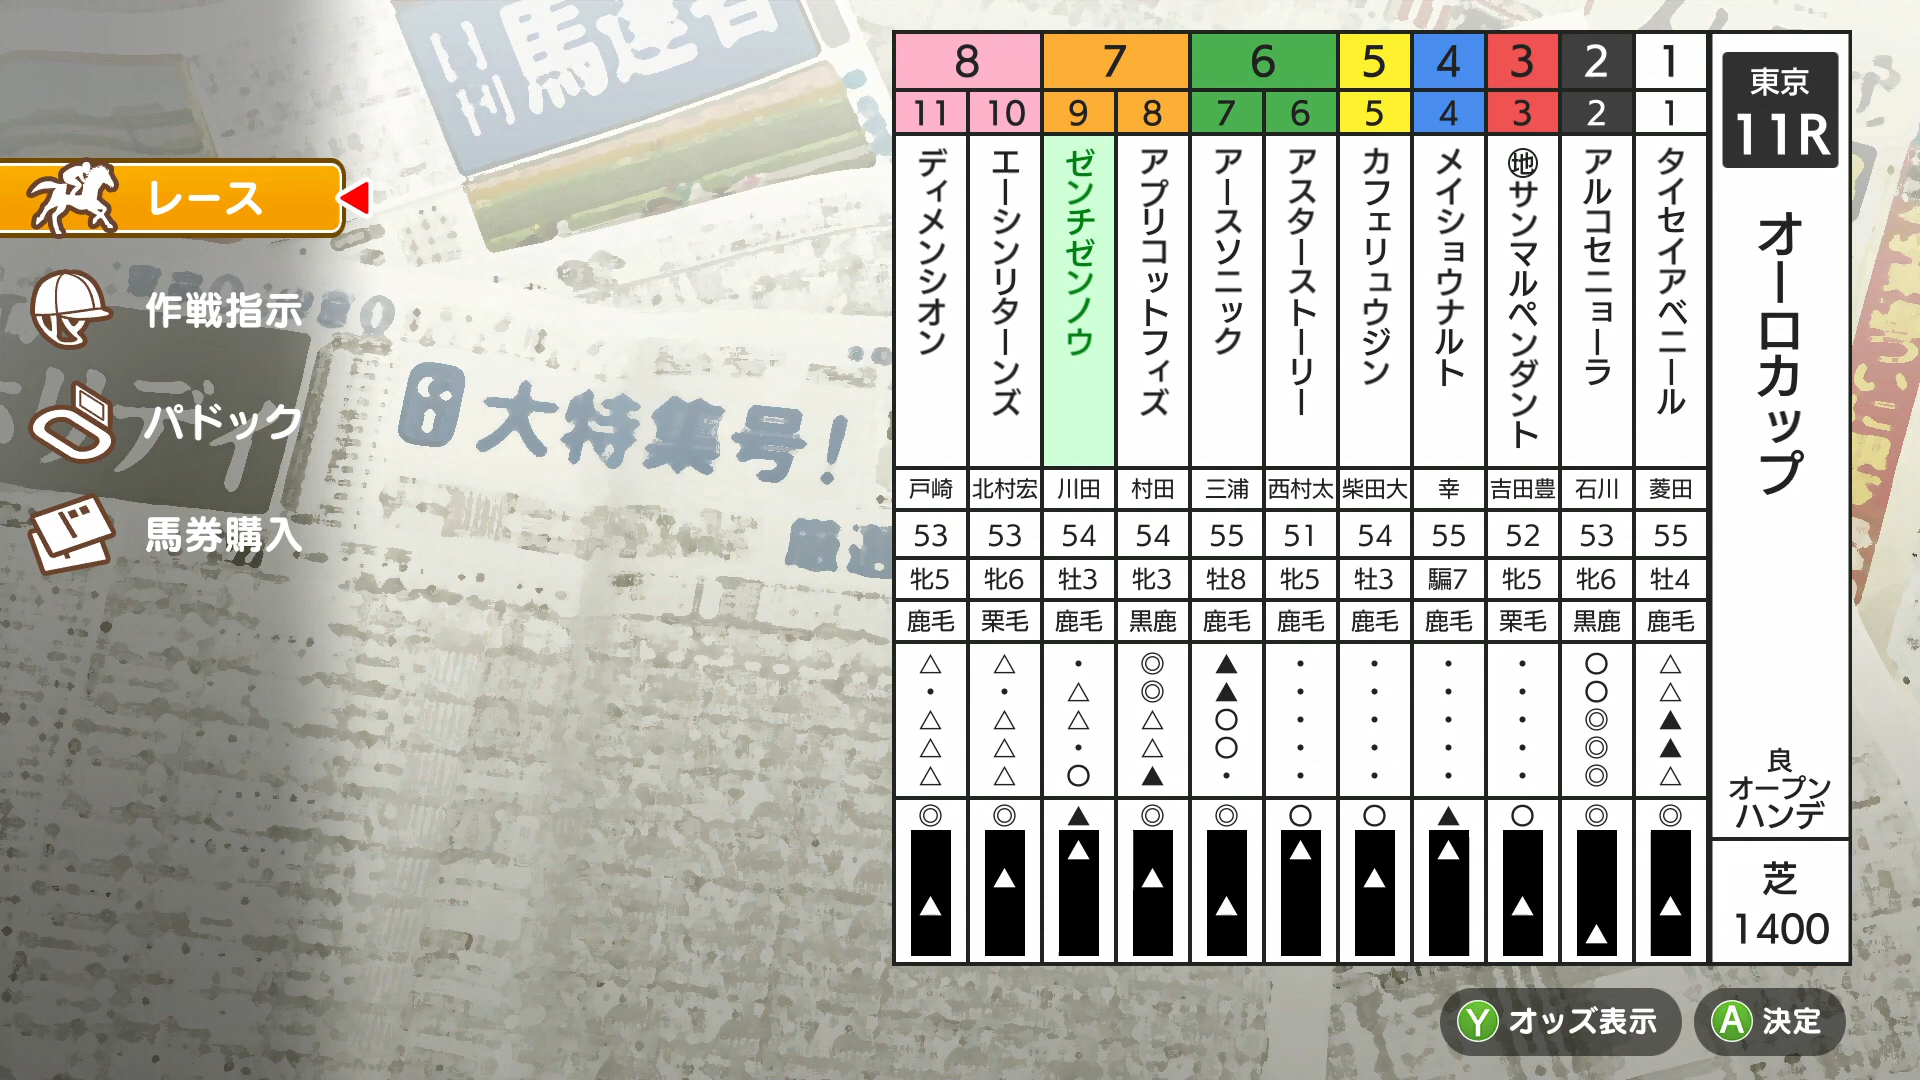 日刊
馬達者
大特集号!
レース
作戦指示
パドック
馬券購入
東京
11R
オーロカップ
良
オープン
ハンデ
芝
1400
8 7 6 5 4 3 2 1
11 10 9 8 7 6 5 4 3 2 1
ディメンシオン
エーシンリターンズ
ゼンチゼンノウ
アプリコットフィズ
アースソニック
アスターストーリー
カフェリュウジン
メイショウナルト
㊞サンマルペンダント
アルコセニョーラ
タイセイアベニール
戸崎 北村宏 川田 村田 三浦 西村太 柴田大 幸 吉田豊 石川 菱田
53 53 54 54 55 51 54 55 52 53 55
牝5 牝6 牡3 牝3 牡8 牝5 牡3 騸7 牝5 牝6 牡4
鹿毛 栗毛 鹿毛 黒鹿 鹿毛 鹿毛 鹿毛 鹿毛 栗毛 黒鹿 鹿毛
△ △ ・ ◎ ▲ ・ ・ ・ ・ ○ △
・ ・ △ ◎ ▲ ・ ・ ・ ・ ○ △
△ △ △ △ ○ ・ ・ ・ ・ ◎ ▲
△ △ ・ △ ○ ・ ・ ・ ・ ◎ ▲
△ △ ○ ▲ ・ ・ ・ ・ ・ ◎ △
◎ ◎ ▲ ◎ ◎ ○ ○ ▲ ○ ◎ ◎
Y オッズ表示
A 決定